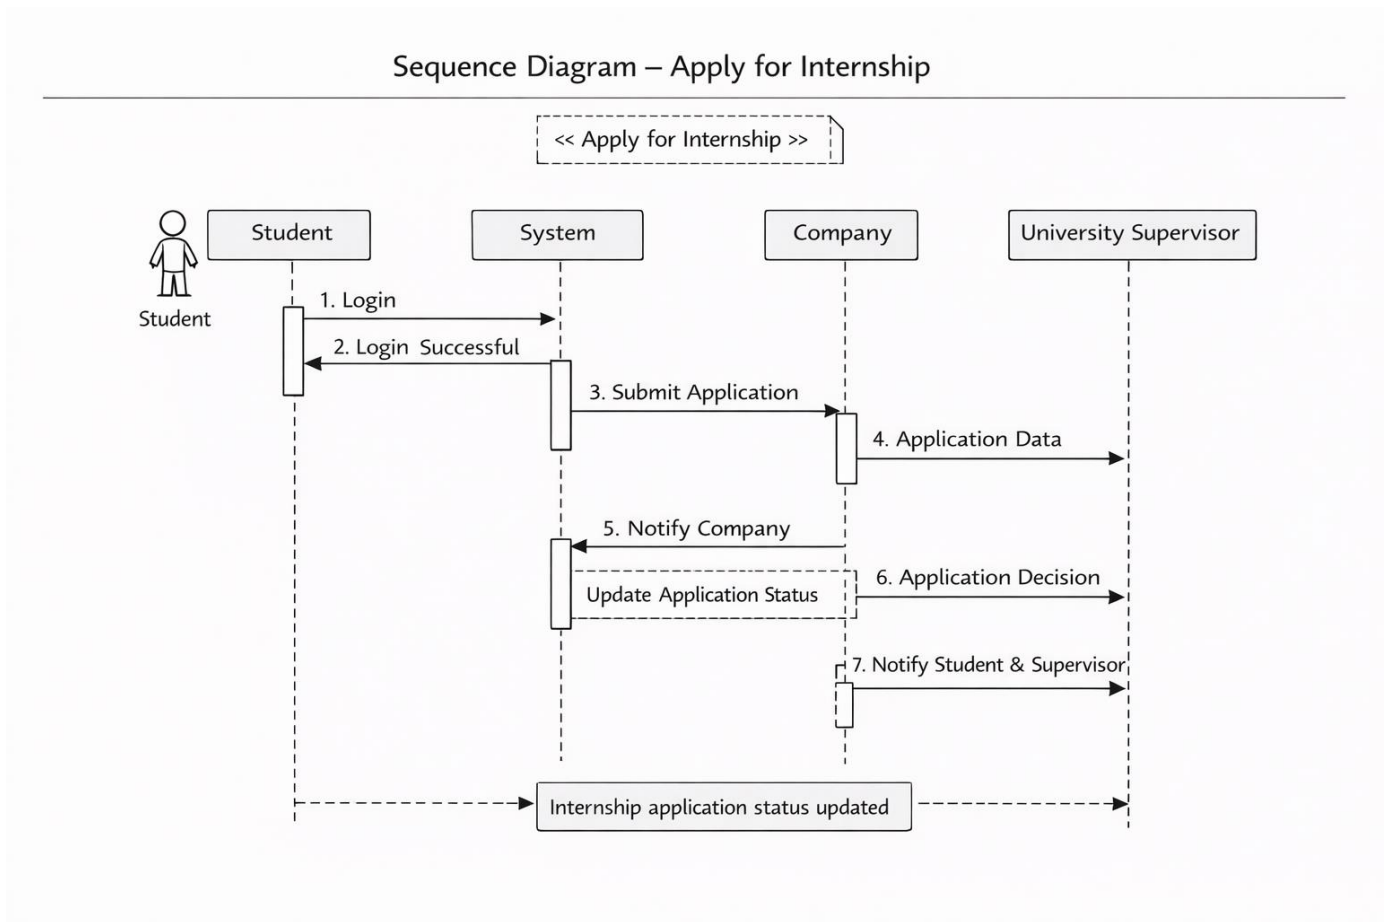 Sequence Diagram – Apply for Internship
<< Apply for Internship >>
Student
System
Company
University Supervisor
Student
1. Login
2. Login Successful
3. Submit Application
4. Application Data
5. Notify Company
6. Application Decision
Update Application Status
7. Notify Student & Supervisor
Internship application status updated